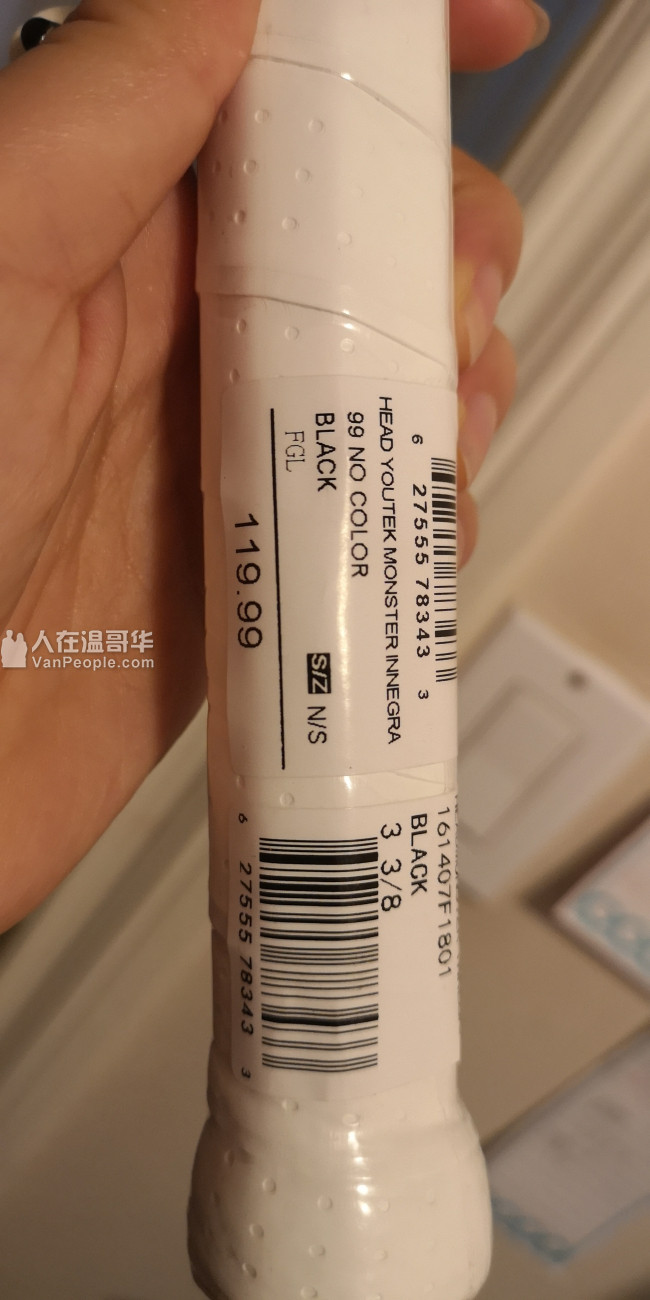 6 27555 78343 3
HEAD YOUTEK MONSTER INNEGRA
99 NO COLOR
BLACK
FGL
S/Z N/S
119.99
161407F1801
BLACK
3 3/8
6 27555 78343 3
人在温哥华
VanPeople.com